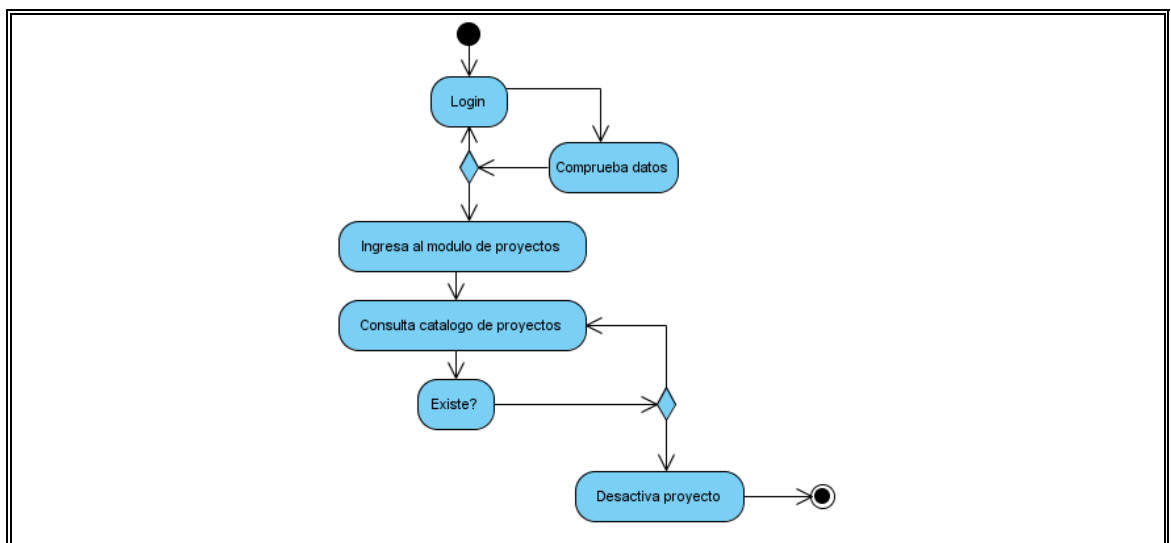 Login
Comprueba datos
Ingresa al modulo de proyectos
Consulta catalogo de proyectos
Existe?
Desactiva proyecto